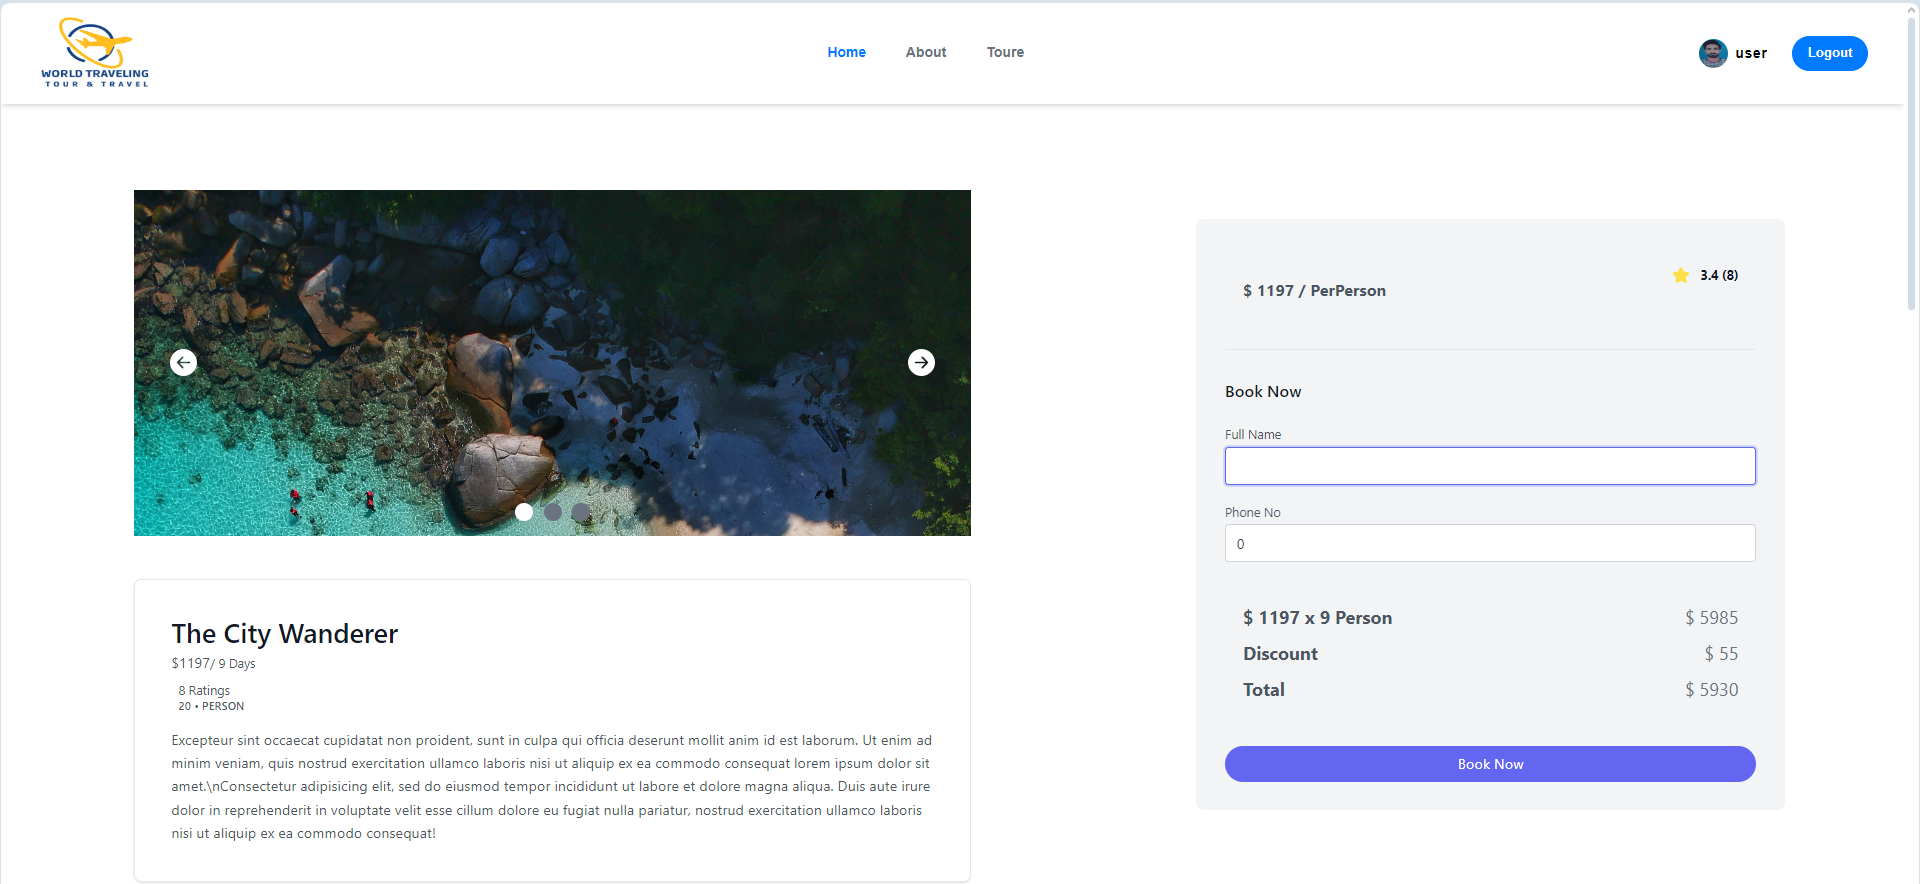 WORLD TRAVELING
TOUR & TRAVEL
Home
About
Toure
user
Logout
$ 1197 / PerPerson
3.4 (8)
Book Now
Full Name
Phone No
0
$ 1197 x 9 Person
$ 5985
Discount
$ 55
Total
$ 5930
Book Now
The City Wanderer
$1197/ 9 Days
8 Ratings
20 • PERSON
Excepteur sint occaecat cupidatat non proident, sunt in culpa qui officia deserunt mollit anim id est laborum. Ut enim ad
minim veniam, quis nostrud exercitation ullamco laboris nisi ut aliquip ex ea commodo consequat lorem ipsum dolor sit
amet.\nConsectetur adipisicing elit, sed do eiusmod tempor incididunt ut labore et dolore magna aliqua. Duis aute irure
dolor in reprehenderit in voluptate velit esse cillum dolore eu fugiat nulla pariatur, nostrud exercitation ullamco laboris
nisi ut aliquip ex ea commodo consequat!